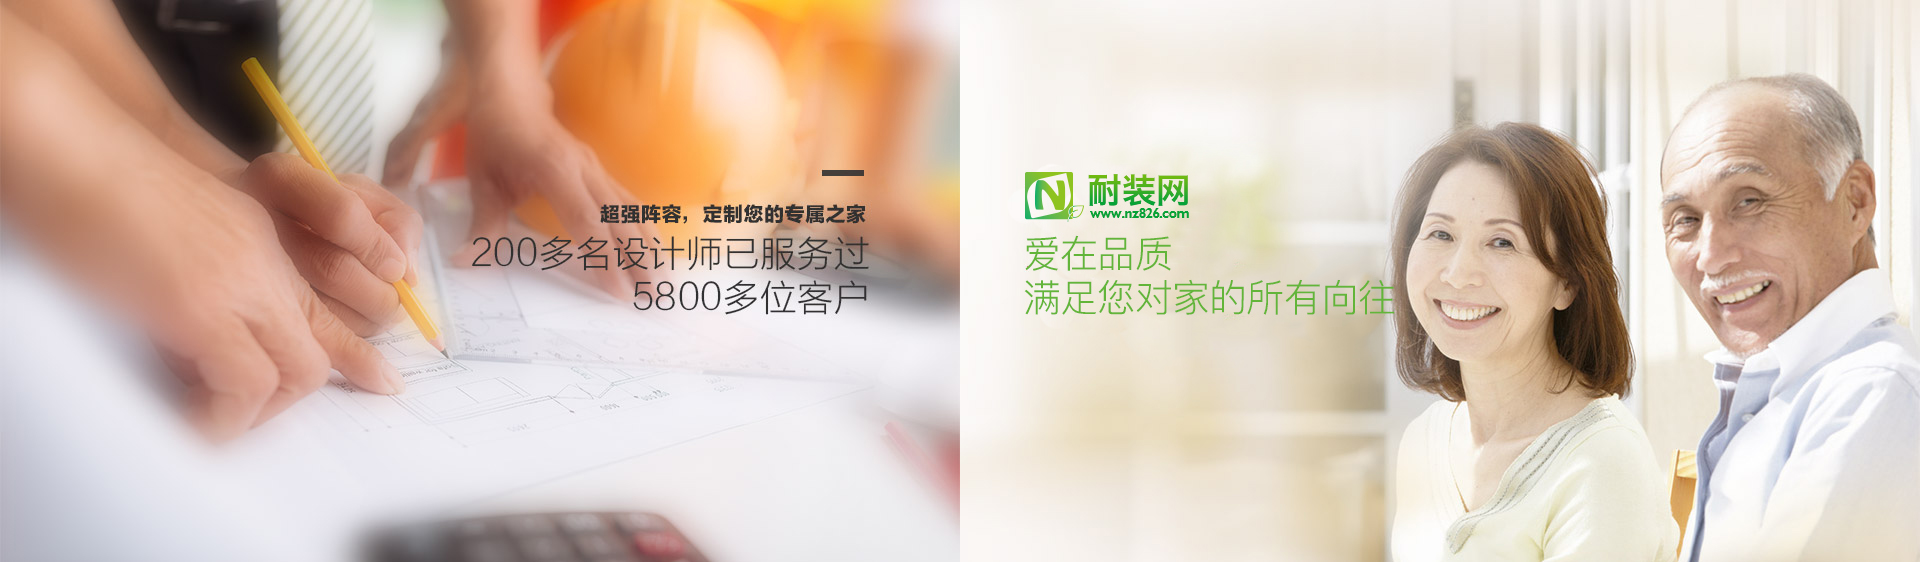 超强阵容，定制您的专属之家
200多名设计师已服务过
5800多位客户
耐装网
www.nz826.com
爱在品质
满足您对家的所有向往